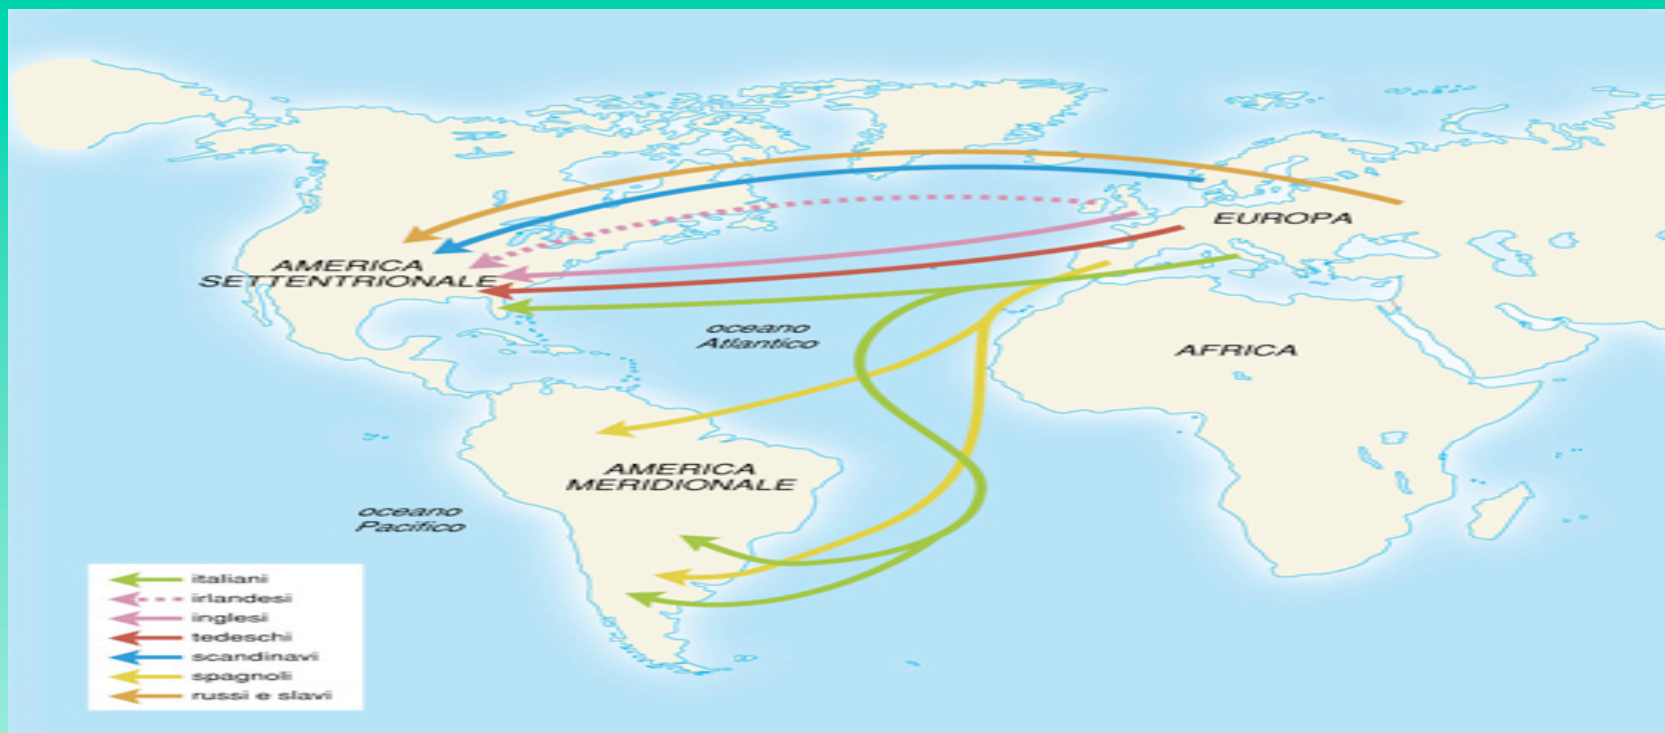 EUROPA
AMERICA
SETTENTRIONALE
oceano
Atlantico
AFRICA
AMERICA
MERIDIONALE
oceano
Pacifico
italiani
irlandesi
inglesi
tedeschi
scandinavi
spagnoli
russi e slavi